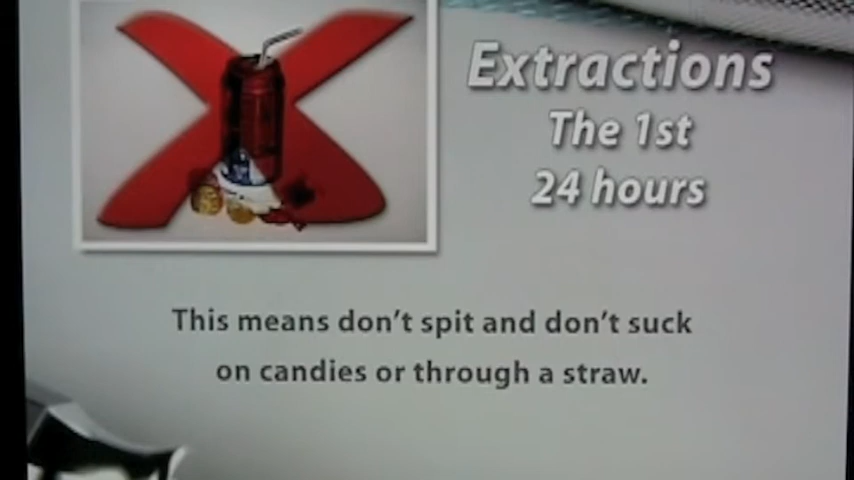 Extractions
The 1st
24 hours
This means don't spit and don't suck
on candies or through a straw.